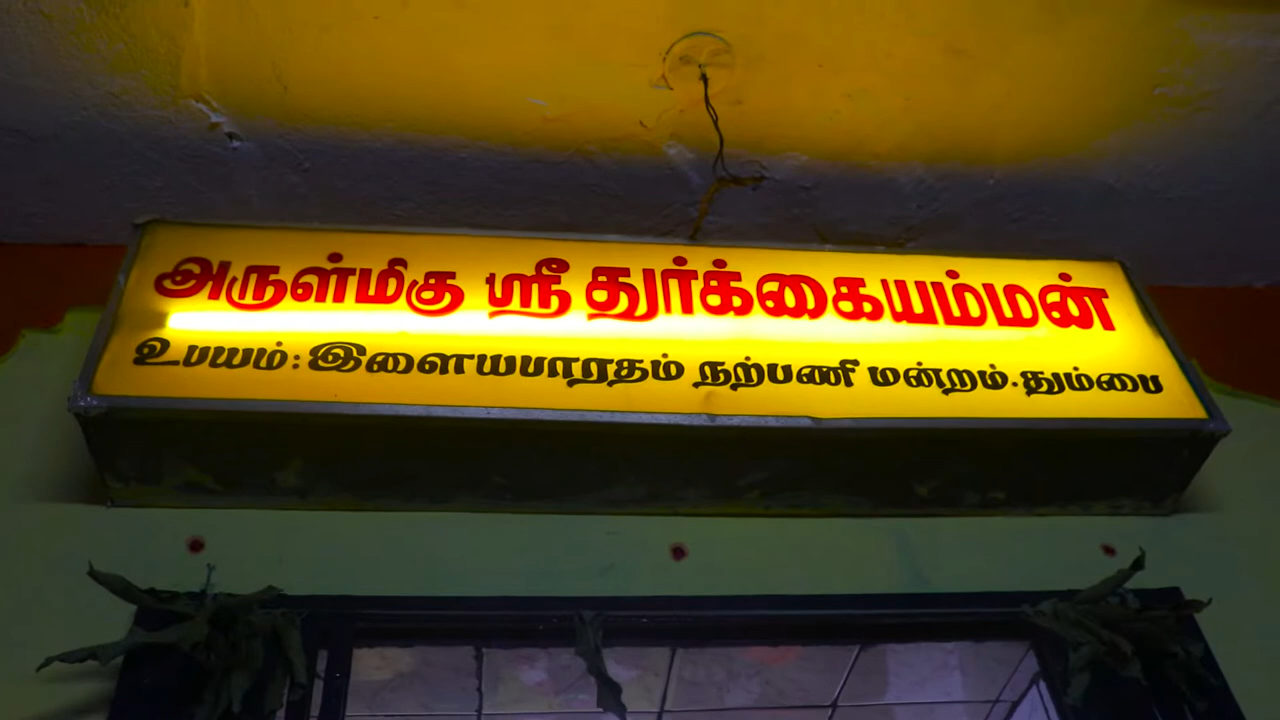 அருள்மிகு ஸ்ரீ துர்க்கையம்மன்
உபயம்: இளையபாரதம் நற்பணி மன்றம். தும்பை